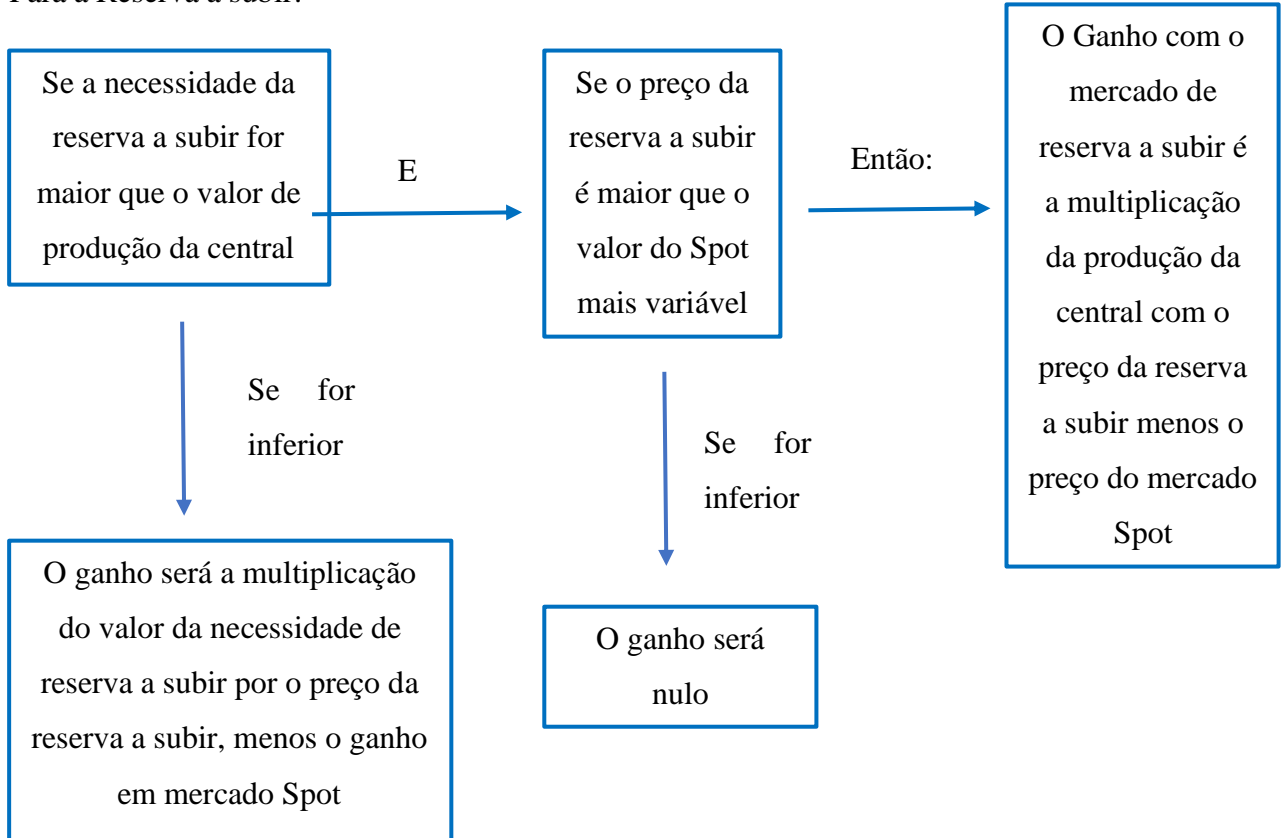 Para a Reserva a subir:
Se a necessidade da
reserva a subir for
maior que o valor de
produção da central
E
Se o preço da
reserva a subir
é maior que o
valor do Spot
mais variável
Então:
O Ganho com o
mercado de
reserva a subir é
a multiplicação
da produção da
central com o
preço da reserva
a subir menos o
preço do mercado
Spot
Se for
inferior
Se for
inferior
O ganho será a multiplicação
do valor da necessidade de
reserva a subir por o preço da
reserva a subir, menos o ganho
em mercado Spot
O ganho será
nulo